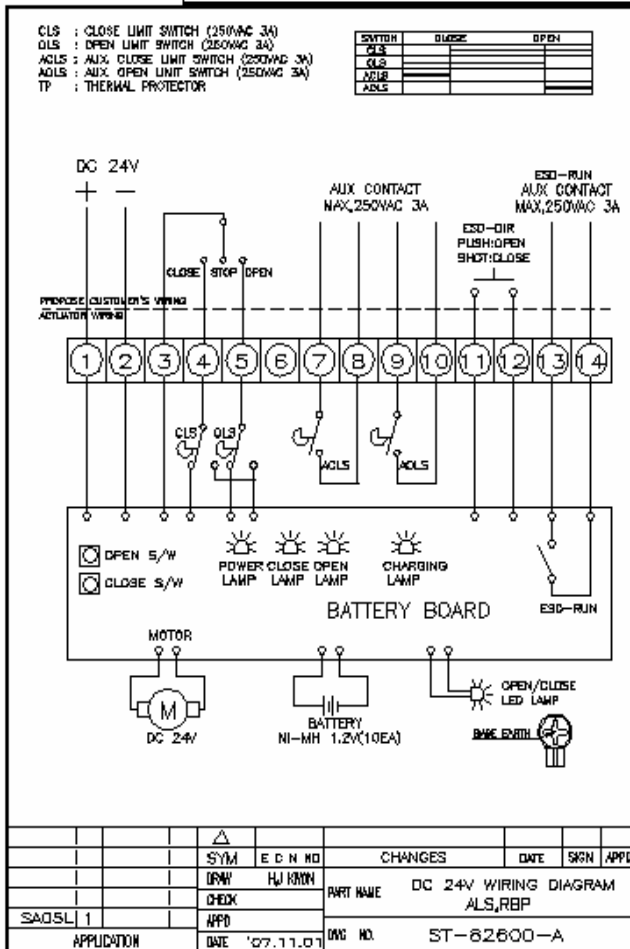 CLS : CLOSE LIMIT SWITCH (250VAC 3A)
OLS : OPEN LIMIT SWITCH (250VAC 3A)
ACLS : AUX. CLOSE LIMIT SWITCH (250VAC 3A)
AOLS : AUX. OPEN LIMIT SWITCH (250VAC 3A)
TP : THERMAL PROTECTOR
SWITCH CLOSE OPEN
CLS
OLS
ACLS
AOLS
DC 24V
+ −
AUX CONTACT
MAX,250VAC 3A
ESD-RUN
AUX CONTACT
MAX,250VAC 3A
ESD-DIR
PUSH:OPEN
SHOT:CLOSE
CLOSE STOP OPEN
PROPOSE CUSTOMER'S WIRING
ACTUATOR WIRING
1 2 3 4 5 6 7 8 9 10 11 12 13 14
CLS OLS
ACLS AOLS
OPEN S/W
CLOSE S/W
POWER LAMP
CLOSE LAMP
OPEN LAMP
CHARGING LAMP
BATTERY BOARD
ESD-RUN
MOTOR
M
DC 24V
BATTERY
NI-MH 1.2V(10EA)
OPEN/CLOSE
LED LAMP
BARE EARTH
SYM E C N NO CHANGES DATE SIGN APPD
DRW HJ KWON
CHECK
PART NAME DC 24V WIRING DIAGRAM
ALS,RBP
SA05L 1 APPD
APPLICATION DATE '07.11.01 DWG NO. ST-62600-A